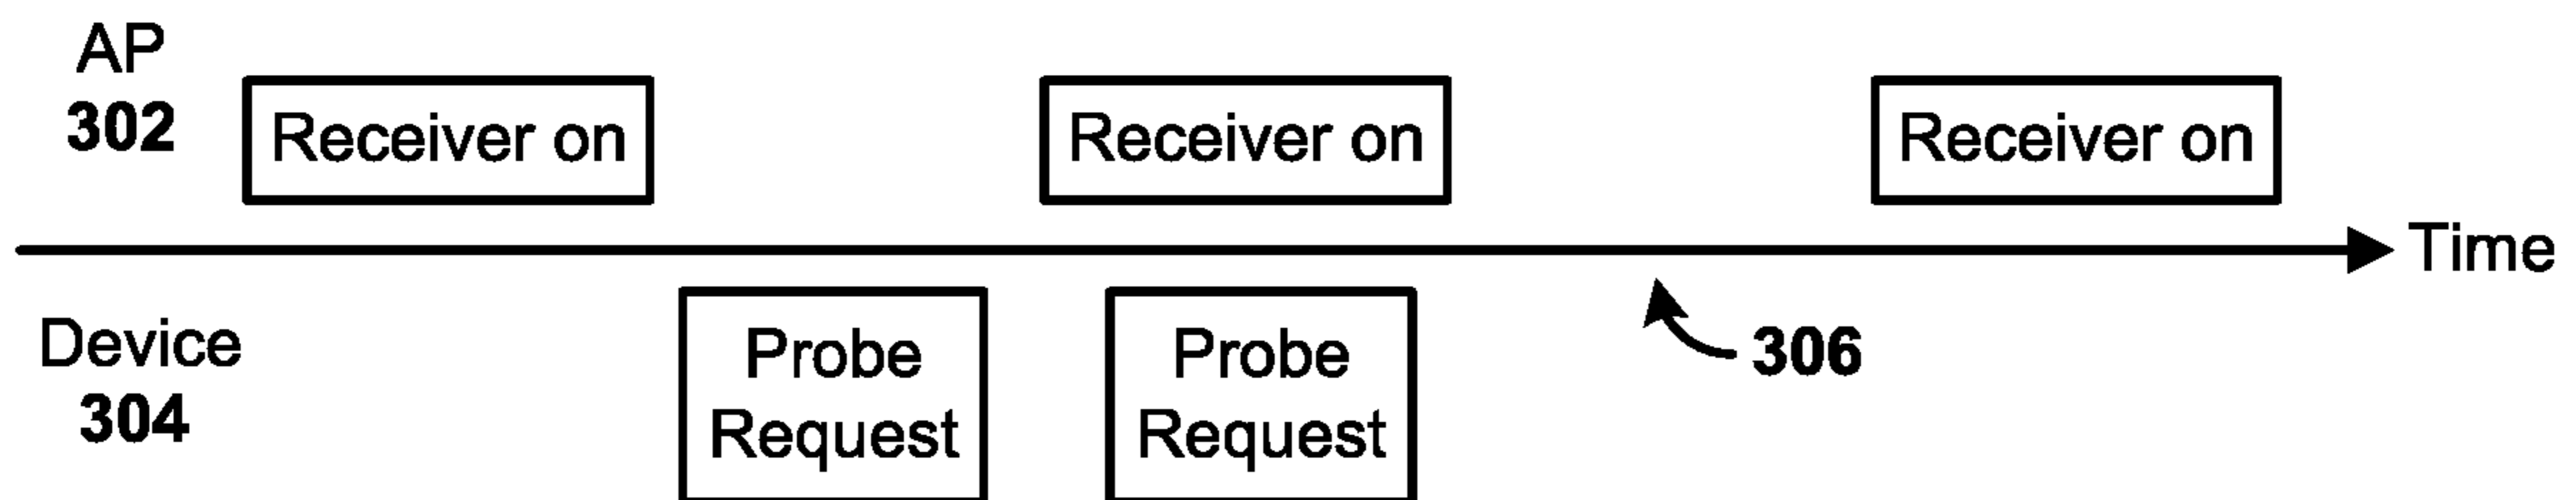 AP
302
Receiver on
Receiver on
Receiver on
Time
Device
304
Probe
Request
Probe
Request
306